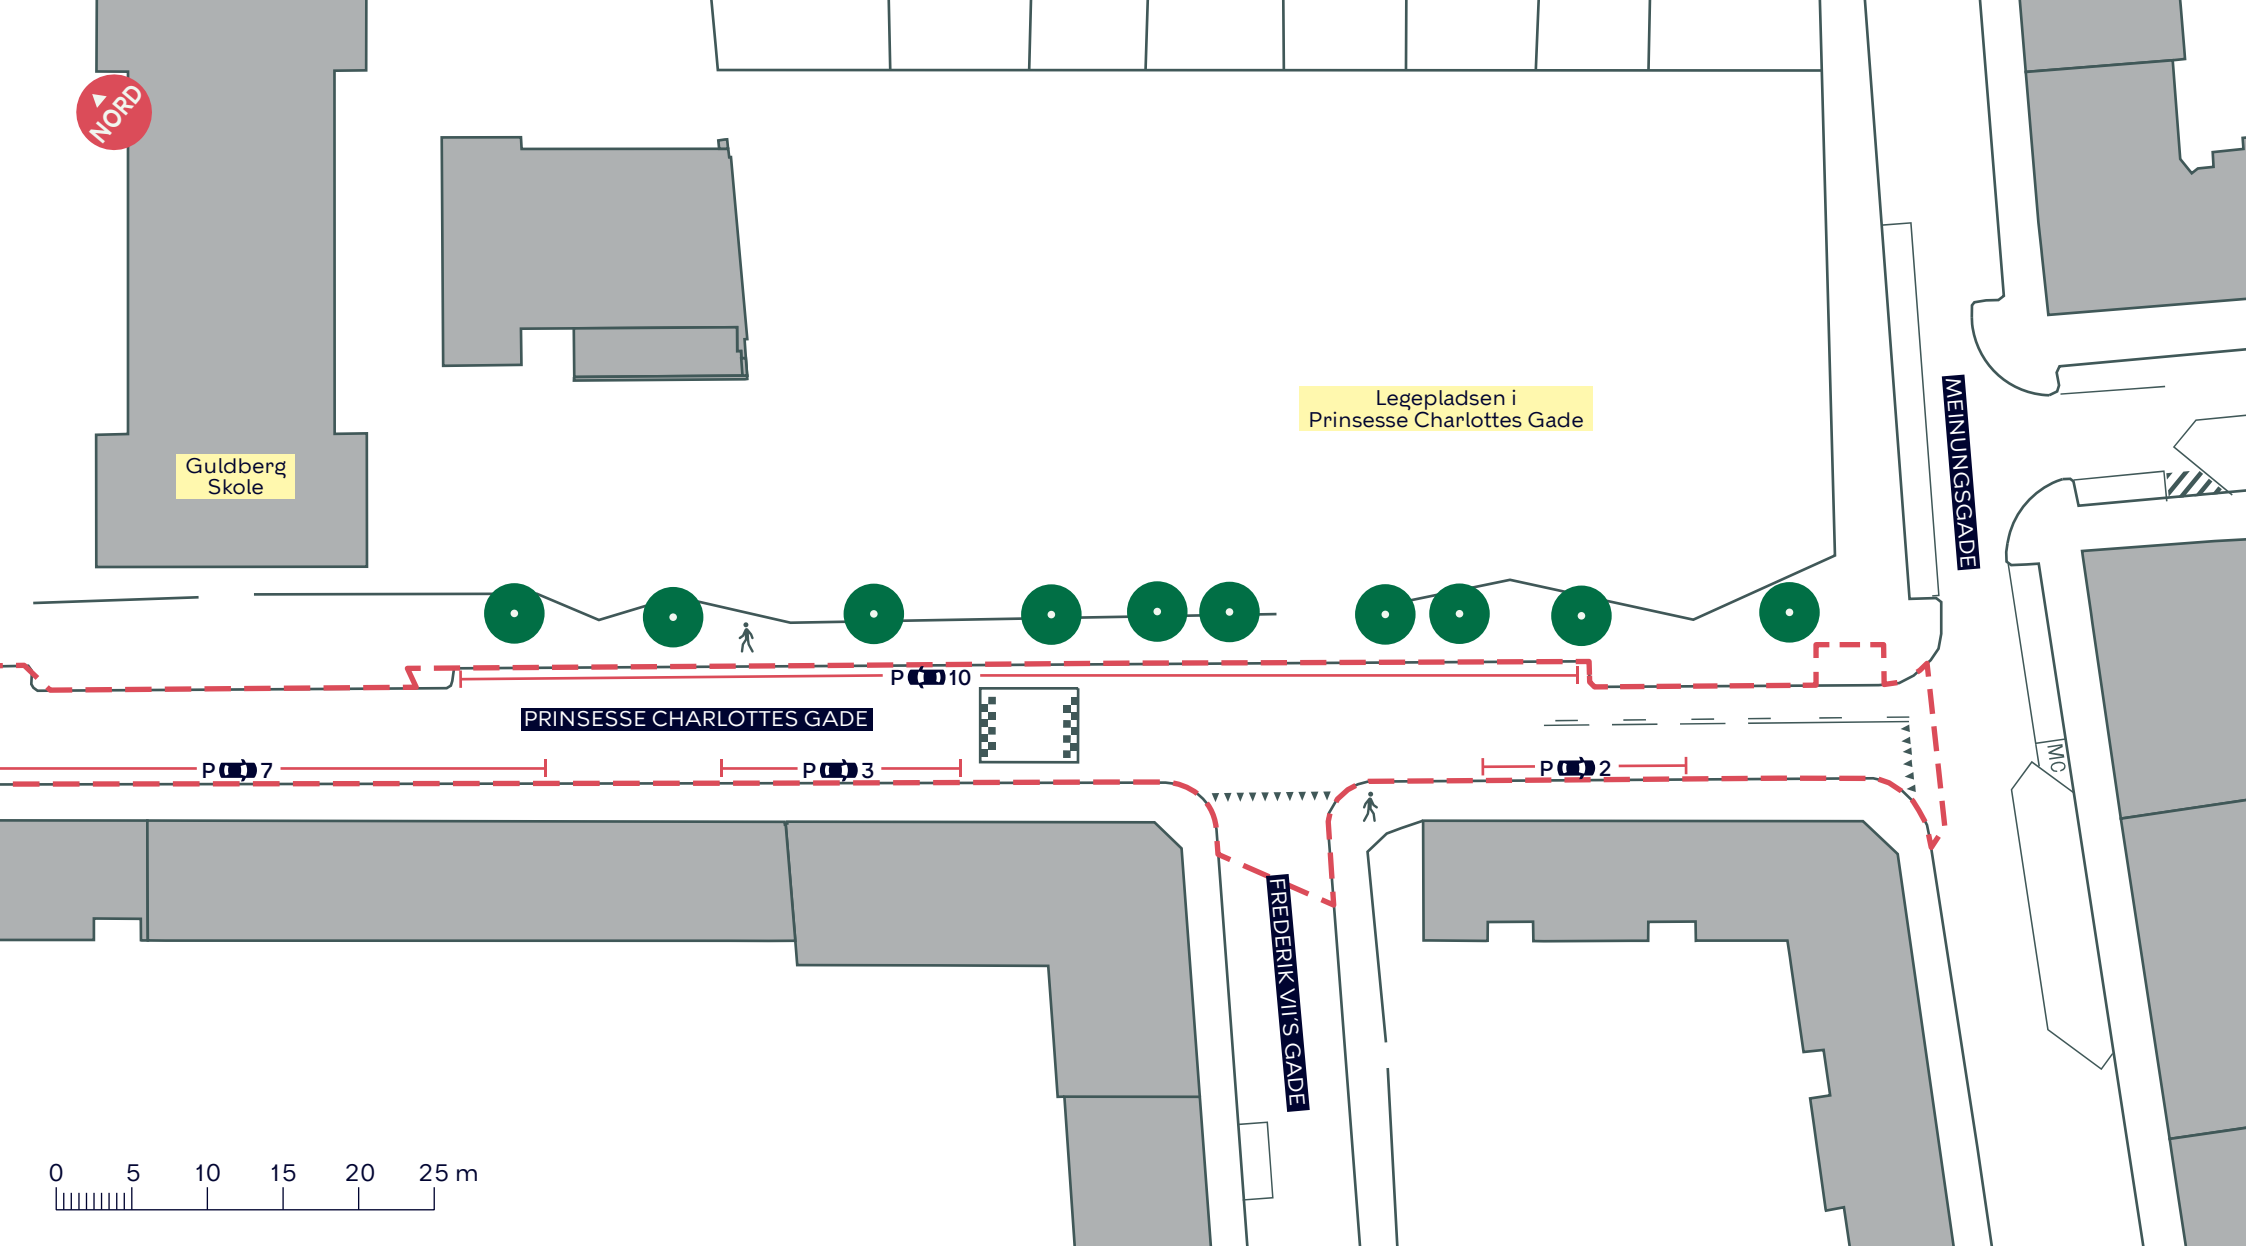 NORD
Legepladsen i
Prinsesse Charlottes Gade
Guldberg
Skole
MEINUNGSGADE
P 10
PRINSESSE CHARLOTTES GADE
P 7
P 3
P 2
MC
FREDERIK VII'S GADE
0 5 10 15 20 25 m